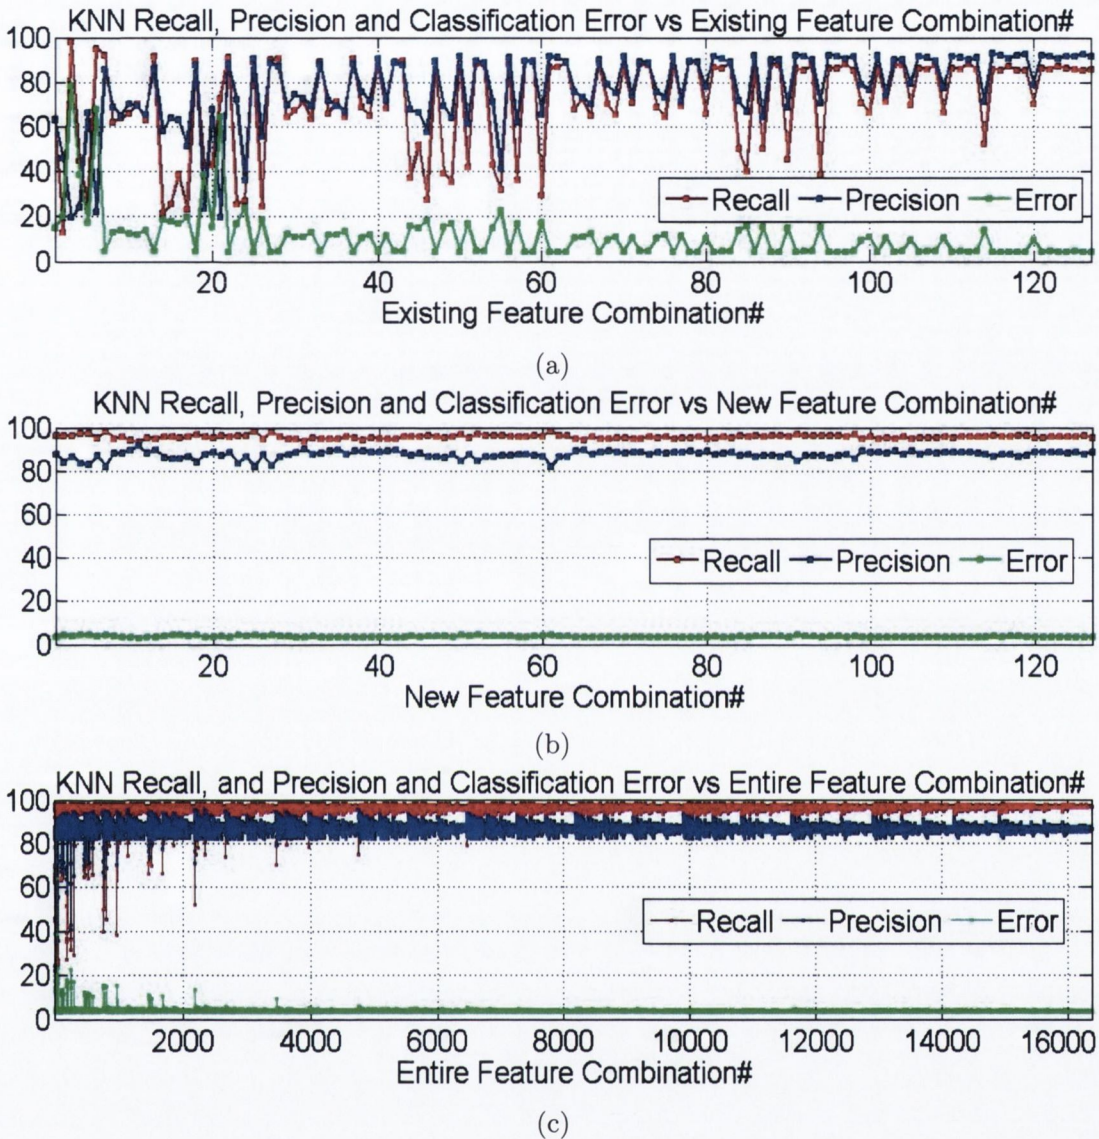 KNN Recall, Precision and Classification Error vs Existing Feature Combination#
100
80
60
40
20
0
Recall Precision Error
20 40 60 80 100 120
Existing Feature Combination#
(a)
KNN Recall, Precision and Classification Error vs New Feature Combination#
100
80
60
40
20
0
Recall Precision Error
20 40 60 80 100 120
New Feature Combination#
(b)
KNN Recall, and Precision and Classification Error vs Entire Feature Combination#
100
80
60
40
20
0
Recall Precision Error
2000 4000 6000 8000 10000 12000 14000 16000
Entire Feature Combination#
(c)